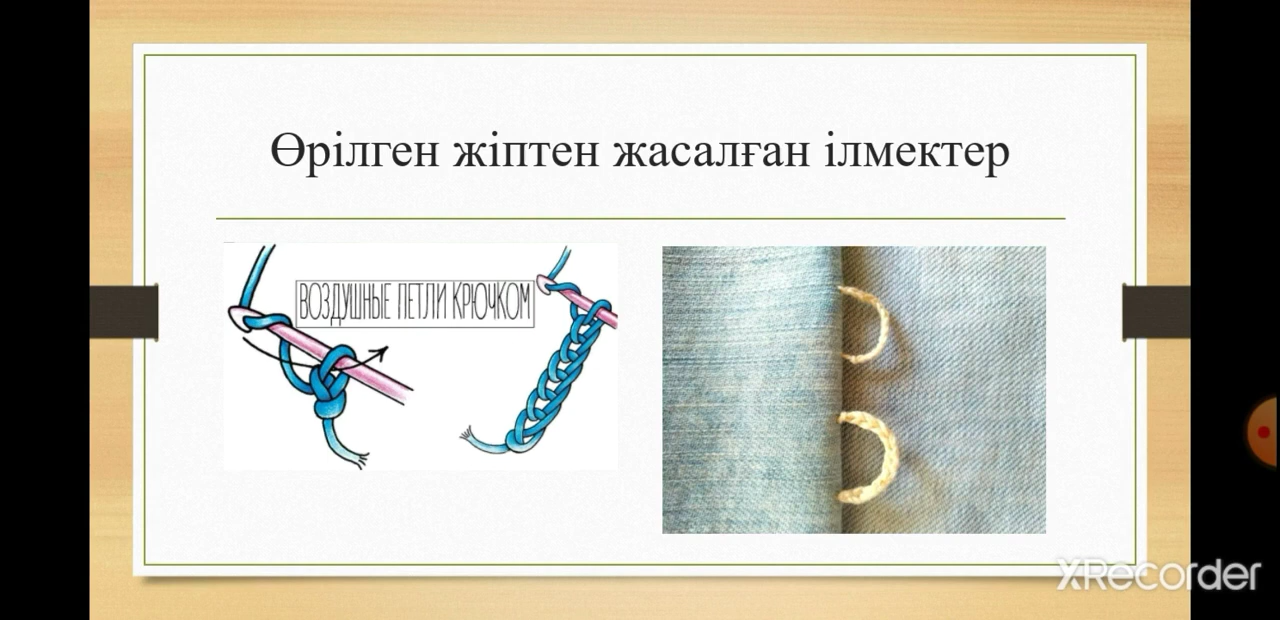 Өрілген жіптен жасалған ілмектер
ВОЗДУШНЫЕ ПЕТЛИ КРЮЧКОМ
XRecorder